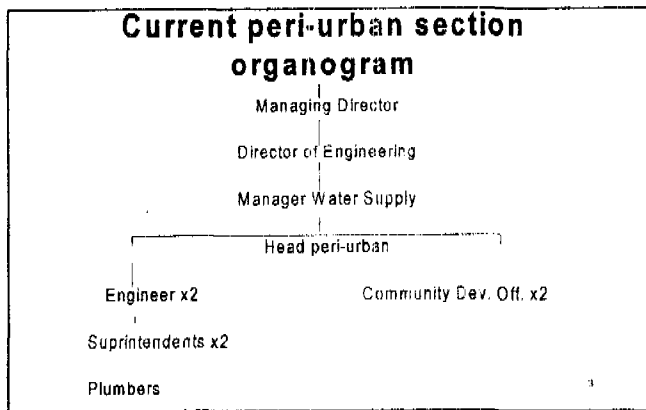 Current peri-urban section
organogram
Managing Director
Director of Engineering
Manager Water Supply
Head peri-urban
Engineer x2 Community Dev. Off. x2
Suprintendents x2
Plumbers 3